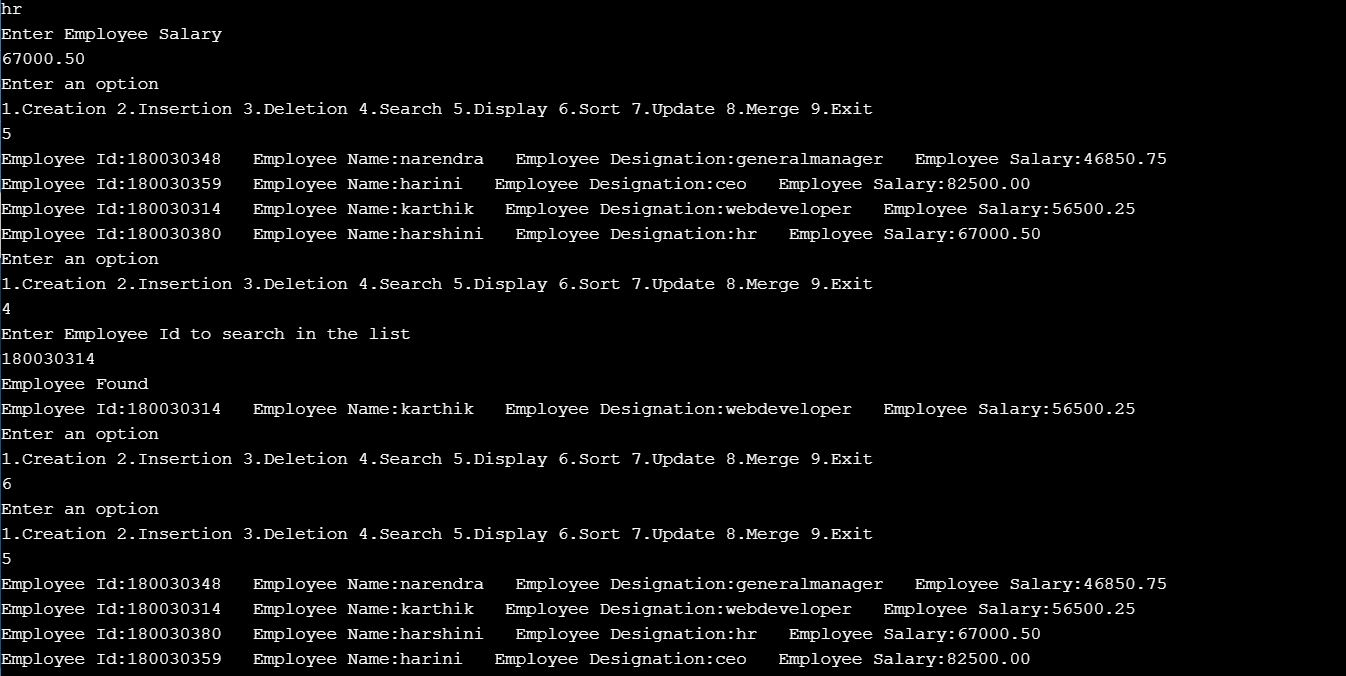 hr
Enter Employee Salary
67000.50
Enter an option
1.Creation 2.Insertion 3.Deletion 4.Search 5.Display 6.Sort 7.Update 8.Merge 9.Exit
5
Employee Id:180030348   Employee Name:narendra   Employee Designation:generalmanager   Employee Salary:46850.75
Employee Id:180030359   Employee Name:harini   Employee Designation:ceo   Employee Salary:82500.00
Employee Id:180030314   Employee Name:karthik   Employee Designation:webdeveloper   Employee Salary:56500.25
Employee Id:180030380   Employee Name:harshini   Employee Designation:hr   Employee Salary:67000.50
Enter an option
1.Creation 2.Insertion 3.Deletion 4.Search 5.Display 6.Sort 7.Update 8.Merge 9.Exit
4
Enter Employee Id to search in the list
180030314
Employee Found
Employee Id:180030314   Employee Name:karthik   Employee Designation:webdeveloper   Employee Salary:56500.25
Enter an option
1.Creation 2.Insertion 3.Deletion 4.Search 5.Display 6.Sort 7.Update 8.Merge 9.Exit
6
Enter an option
1.Creation 2.Insertion 3.Deletion 4.Search 5.Display 6.Sort 7.Update 8.Merge 9.Exit
5
Employee Id:180030348   Employee Name:narendra   Employee Designation:generalmanager   Employee Salary:46850.75
Employee Id:180030314   Employee Name:karthik   Employee Designation:webdeveloper   Employee Salary:56500.25
Employee Id:180030380   Employee Name:harshini   Employee Designation:hr   Employee Salary:67000.50
Employee Id:180030359   Employee Name:harini   Employee Designation:ceo   Employee Salary:82500.00